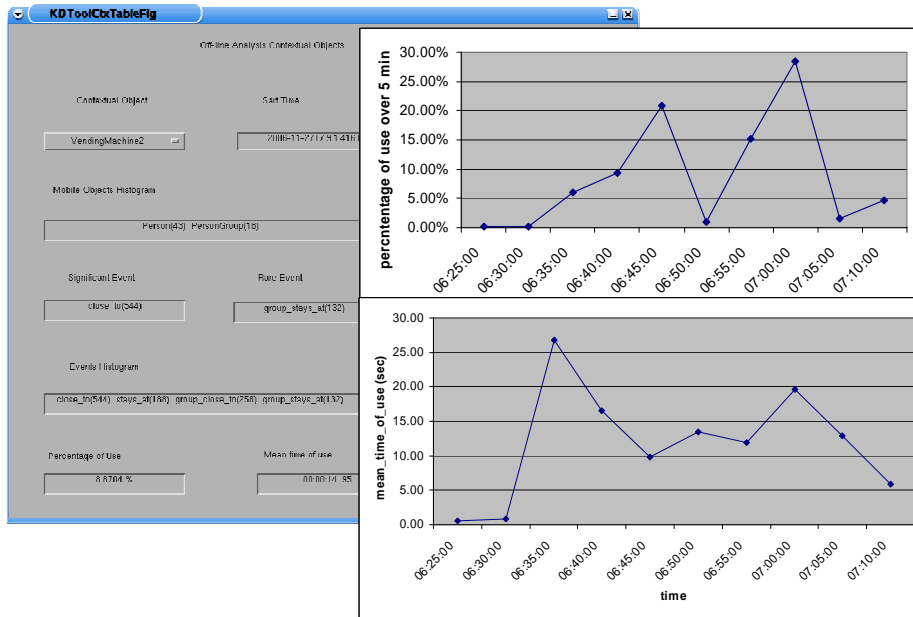 KDToolCtxTableFig
Off-line Analysis Contextual Objects
Contextual Object
Start Time
VendingMachine2
Mobile Objects Histogram
Person(43) PersonGroup(16)
Significant Event
Rare Event
close_to(544)
group_stays_at(132)
Events Histogram
close_to(544) stays_at(188) group_close_to(258) group_stays_at(132)
Percentage of Use
Mean time of use
8.8704 %
percntentage of use over 5 min
30.00%
25.00%
20.00%
15.00%
10.00%
5.00%
0.00%
06:25:00
06:30:00
06:35:00
06:40:00
06:45:00
06:50:00
06:55:00
07:00:00
07:05:00
07:10:00
mean_time_of_use (sec)
30.00
25.00
20.00
15.00
10.00
5.00
0.00
06:25:00
06:30:00
06:35:00
06:40:00
06:45:00
06:50:00
06:55:00
07:00:00
07:05:00
07:10:00
time